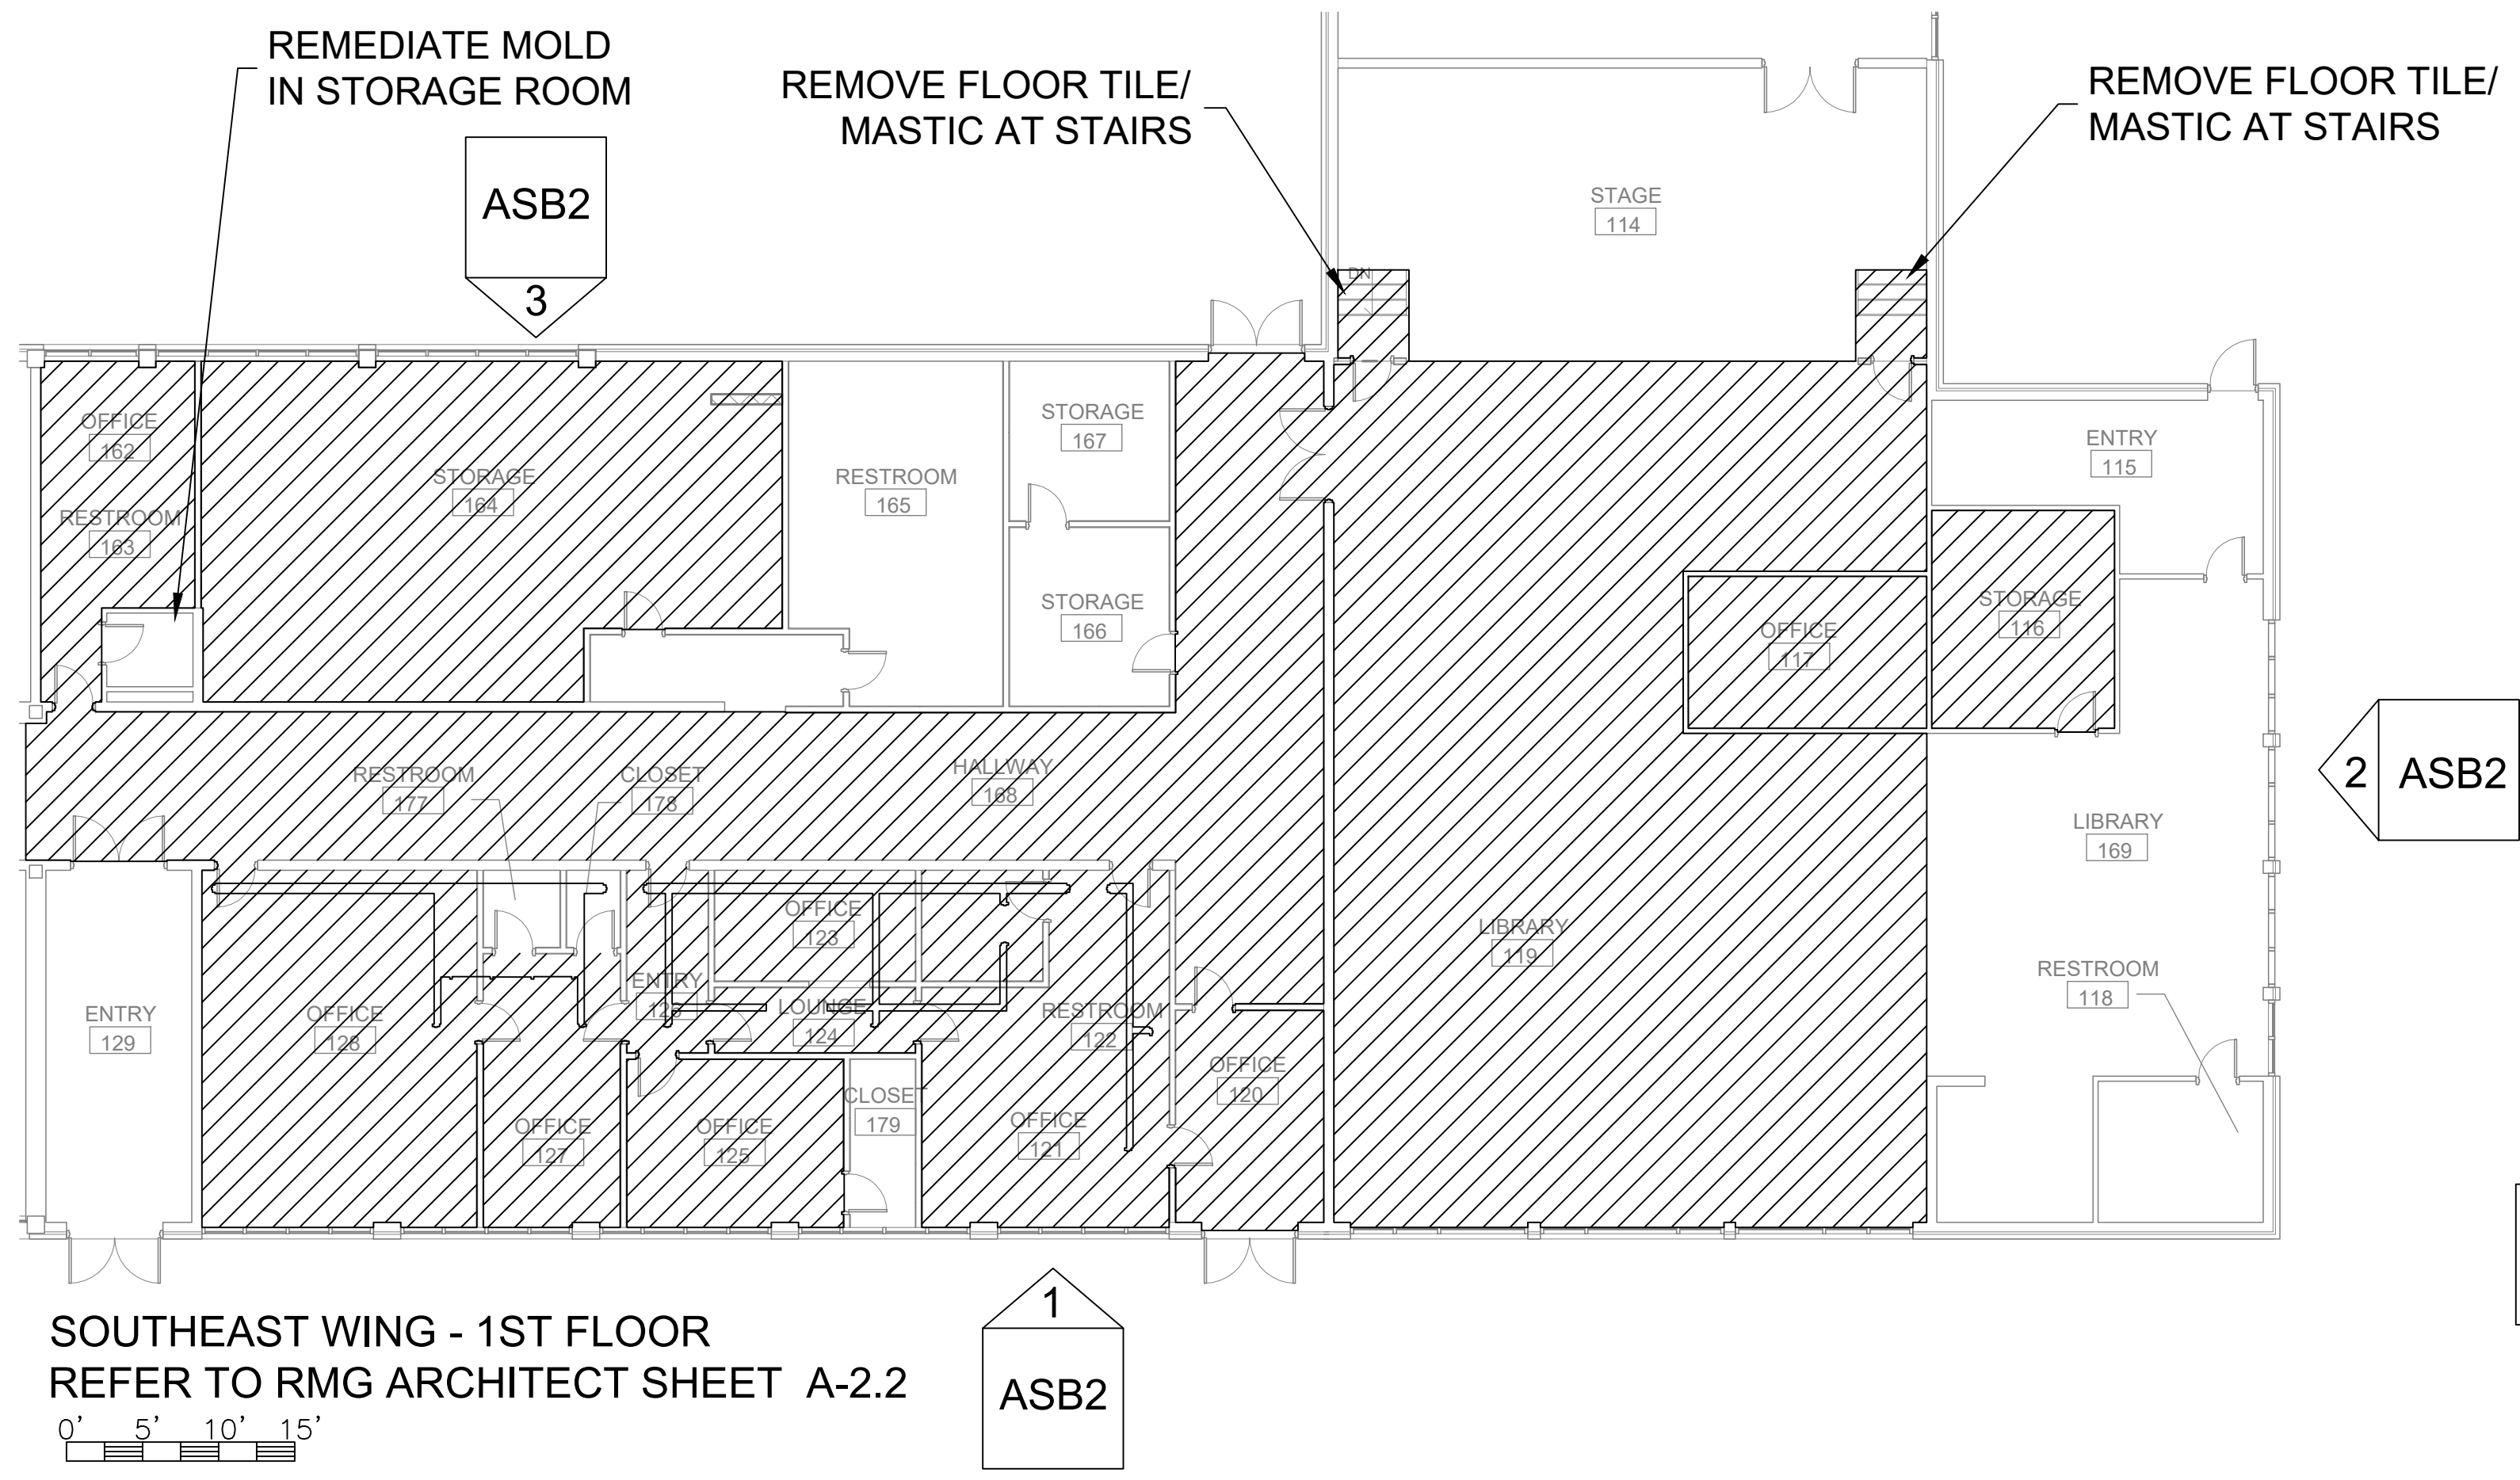 REMEDIATE MOLD
IN STORAGE ROOM
REMOVE FLOOR TILE/
MASTIC AT STAIRS
REMOVE FLOOR TILE/
MASTIC AT STAIRS
ASB2
3
STAGE
114
DN
OFFICE
162
STORAGE
167
ENTRY
115
STORAGE
164
RESTROOM
165
RESTROOM
163
STORAGE
166
OFFICE
117
STORAGE
116
RESTROOM
177
CLOSET
178
HALLWAY
168
2
ASB2
LIBRARY
169
OFFICE
123
LIBRARY
119
RESTROOM
118
ENTRY
129
OFFICE
128
ENTRY
126
LOUNGE
124
RESTROOM
122
OFFICE
120
CLOSET
179
OFFICE
127
OFFICE
125
OFFICE
121
SOUTHEAST WING - 1ST FLOOR
REFER TO RMG ARCHITECT SHEET A-2.2
0' 5' 10' 15'
1
ASB2